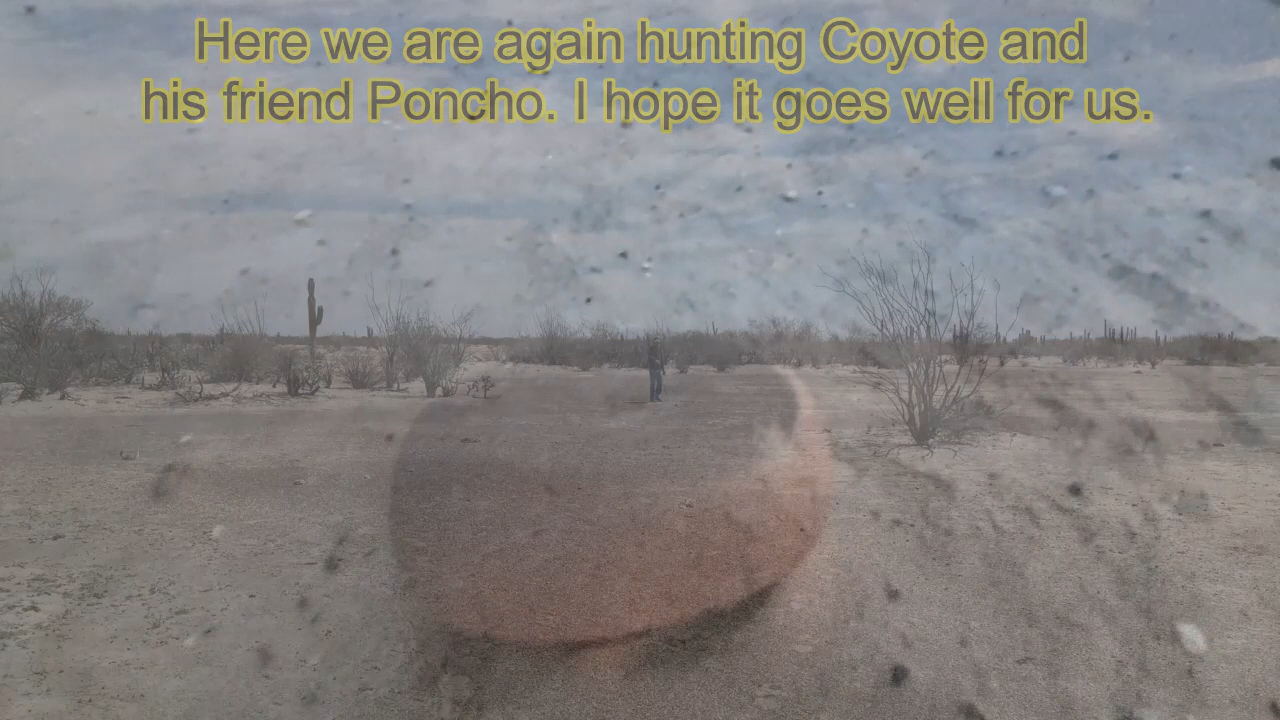 Here we are again hunting Coyote and
his friend Poncho. I hope it goes well for us.